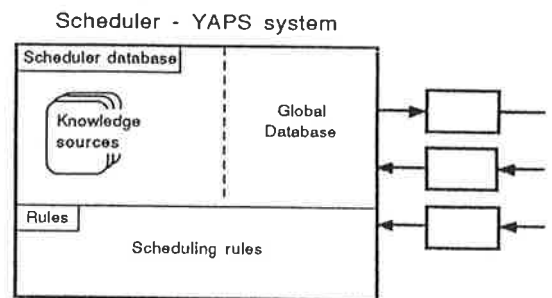 Scheduler - YAPS system
Scheduler database
Knowledge
sources
Global
Database
Rules
Scheduling rules